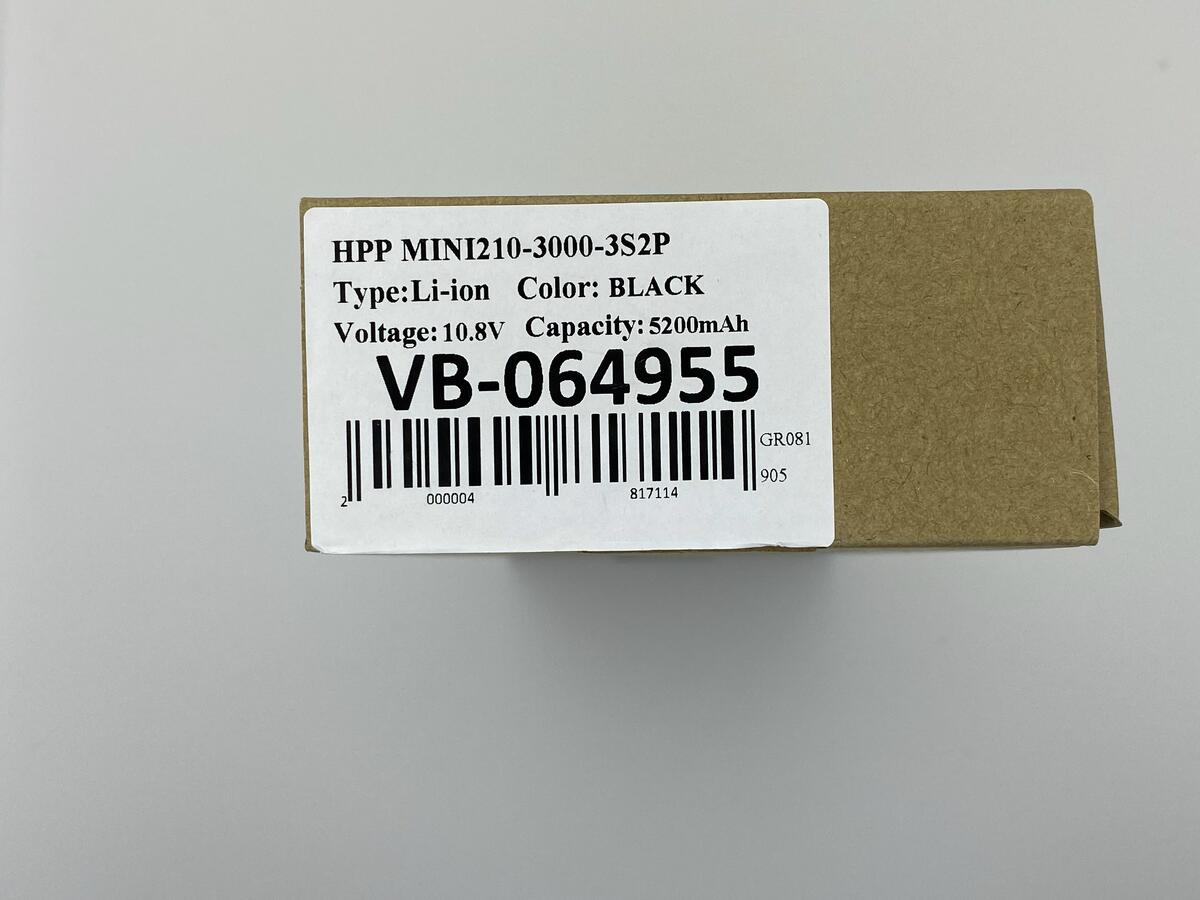 HPP MINI210-3000-3S2P
Type:Li-ion Color: BLACK
Voltage: 10.8V Capacity: 5200mAh
VB-064955
GR081
905
2 000004 817114